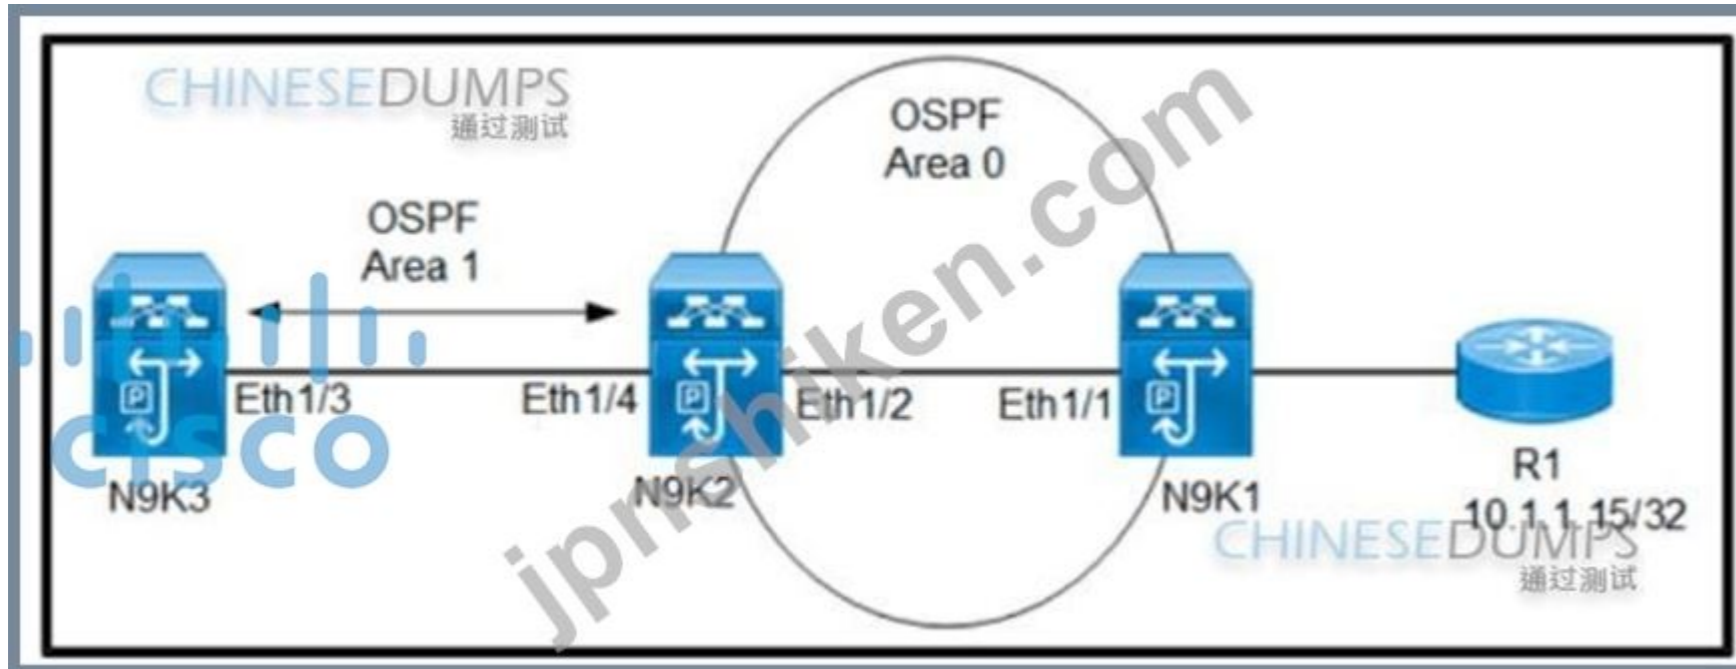 CHINESEDUMPS
通过测试
OSPF
Area 0
OSPF
Area 1
Eth1/3
Eth1/4
Eth1/2
Eth1/1
P
P
P
cisco
N9K3
N9K2
N9K1
R1
10.1.1.15/32
CHINESEDUMPS
通过测试
jpnshiken.com